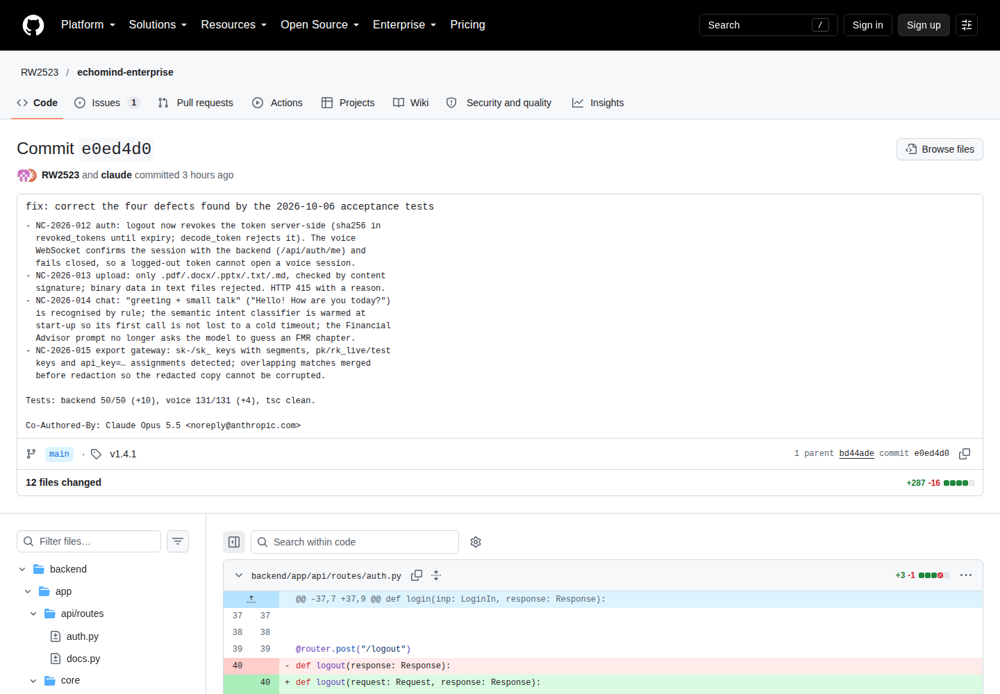 Platform Solutions Resources Open Source Enterprise Pricing Search / Sign in Sign up
RW2523 / echomind-enterprise
Code Issues 1 Pull requests Actions Projects Wiki Security and quality Insights
Commit e0ed4d0 Browse files
RW2523 and claude committed 3 hours ago
fix: correct the four defects found by the 2026-10-06 acceptance tests
- NC-2026-012 auth: logout now revokes the token server-side (sha256 in
revoked_tokens until expiry; decode_token rejects it). The voice
WebSocket confirms the session with the backend (/api/auth/me) and
fails closed, so a logged-out token cannot open a voice session.
- NC-2026-013 upload: only .pdf/.docx/.pptx/.txt/.md, checked by content
signature; binary data in text files rejected. HTTP 415 with a reason.
- NC-2026-014 chat: "greeting + small talk" ("Hello! How are you today?")
is recognised by rule; the semantic intent classifier is warmed at
start-up so its first call is not lost to a cold timeout; the Financial
Advisor prompt no longer asks the model to guess an FMR chapter.
- NC-2026-015 export gateway: sk-/sk_ keys with segments, pk/rk_live/test
keys and api_key=… assignments detected; overlapping matches merged
before redaction so the redacted copy cannot be corrupted.
Tests: backend 50/50 (+10), voice 131/131 (+4), tsc clean.
Co-Authored-By: Claude Opus 5.5 <noreply@anthropic.com>
main · v1.4.1 1 parent bd44ade commit e0ed4d0
12 files changed +287 -16
Filter files… Search within code
backend
app
api/routes
auth.py
docs.py
core
backend/app/api/routes/auth.py +3 -1
@@ -37,7 +37,9 @@ def login(inp: LoginIn, response: Response):
37 37
38 38
39 39 @router.post("/logout")
40 - def logout(response: Response):
40 + def logout(request: Request, response: Response):